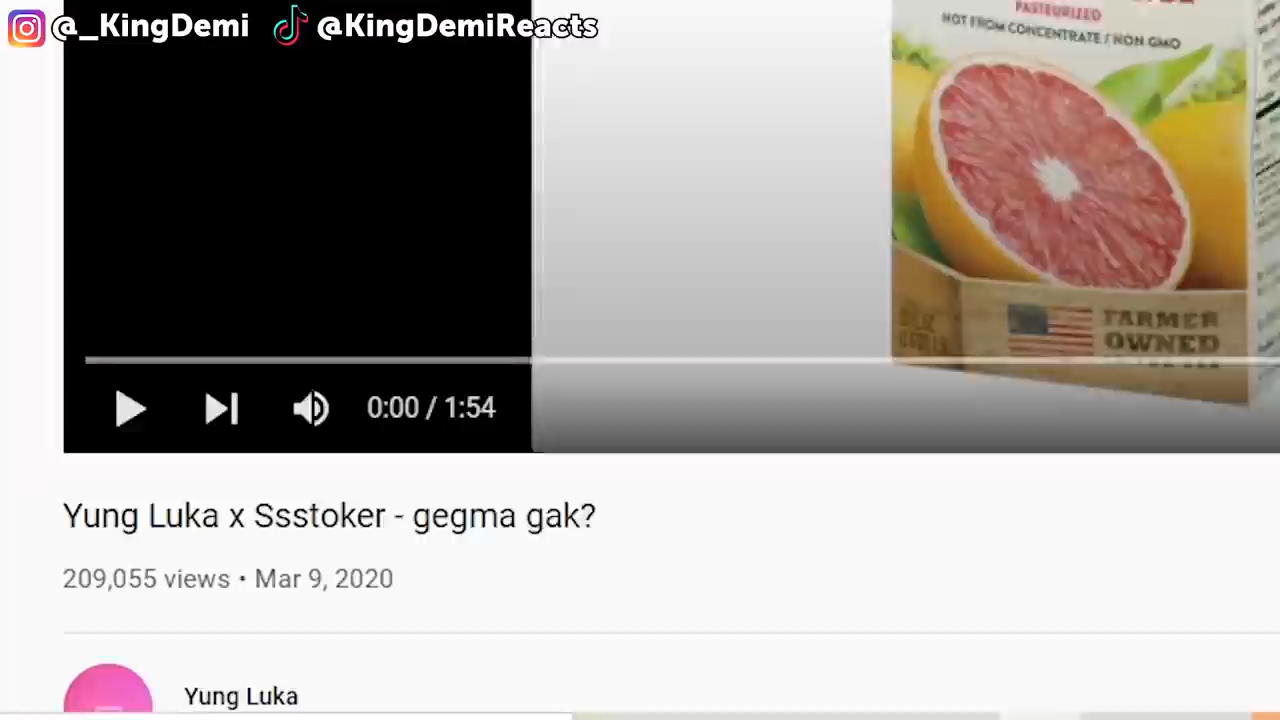 @_KingDemi @KingDemiReacts
PASTEURIZED
NOT FROM CONCENTRATE / NON GMO
FARMER
OWNED
0:00 / 1:54
Yung Luka x Ssstoker - gegma gak?
209,055 views • Mar 9, 2020
Yung Luka